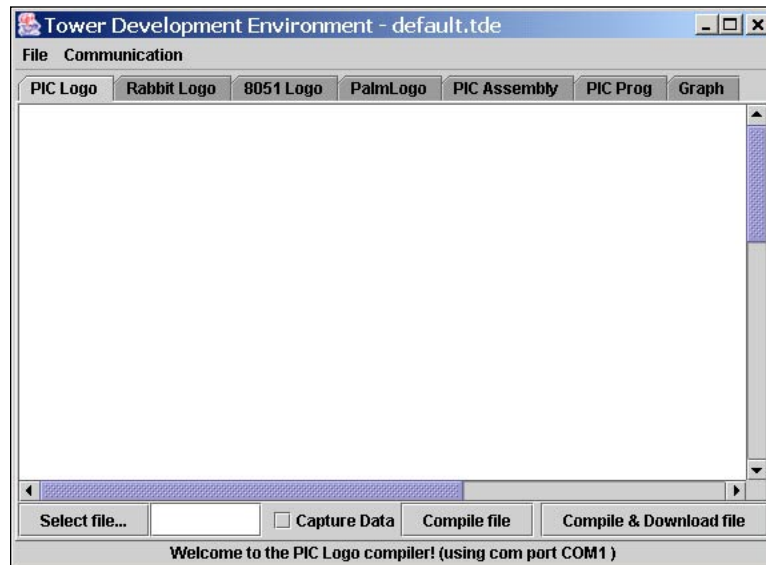 Tower Development Environment - default.tde
File Communication
PIC Logo Rabbit Logo 8051 Logo PalmLogo PIC Assembly PIC Prog Graph
Select file... Capture Data Compile file Compile & Download file
Welcome to the PIC Logo compiler! (using com port COM1 )